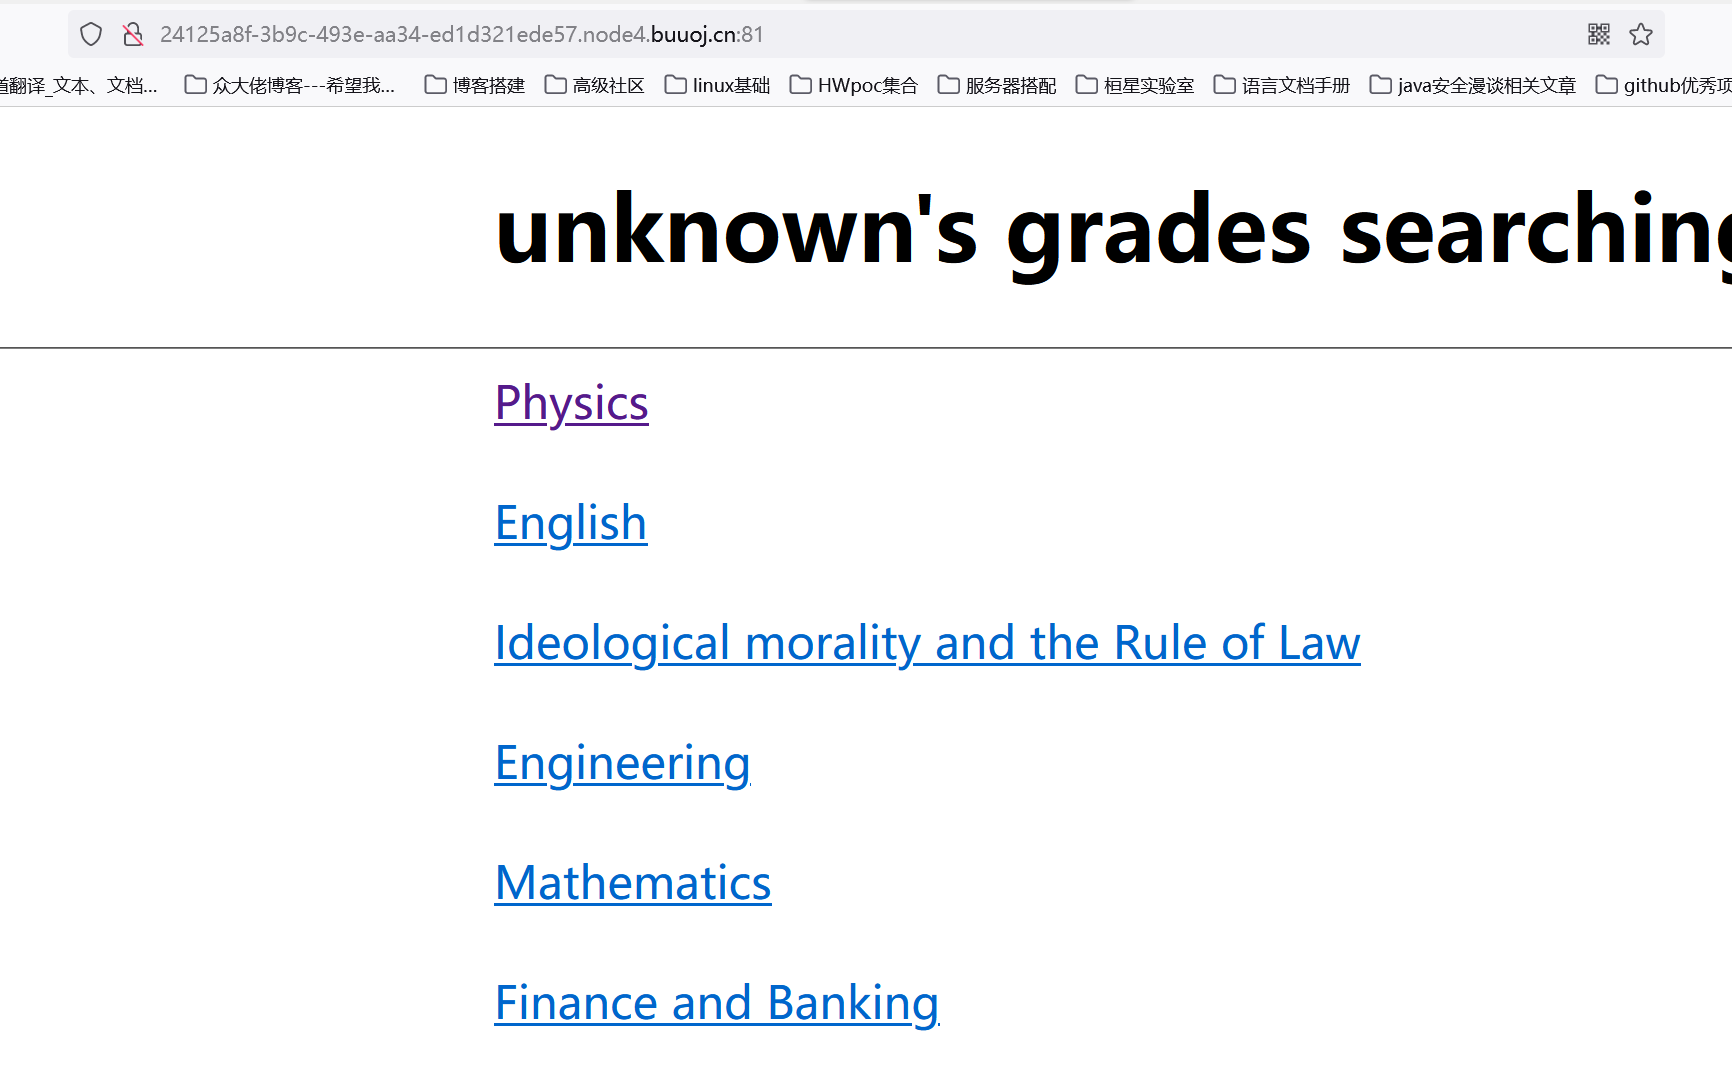 24125a8f-3b9c-493e-aa34-ed1d321ede57.node4.buuoj.cn:81
道翻译_文本、文档... 众大佬博客---希望我... 博客搭建 高级社区 linux基础 HWpoc集合 服务器搭配 桓星实验室 语言文档手册 java安全漫谈相关文章 github优秀项
unknown's grades searching
Physics
English
Ideological morality and the Rule of Law
Engineering
Mathematics
Finance and Banking